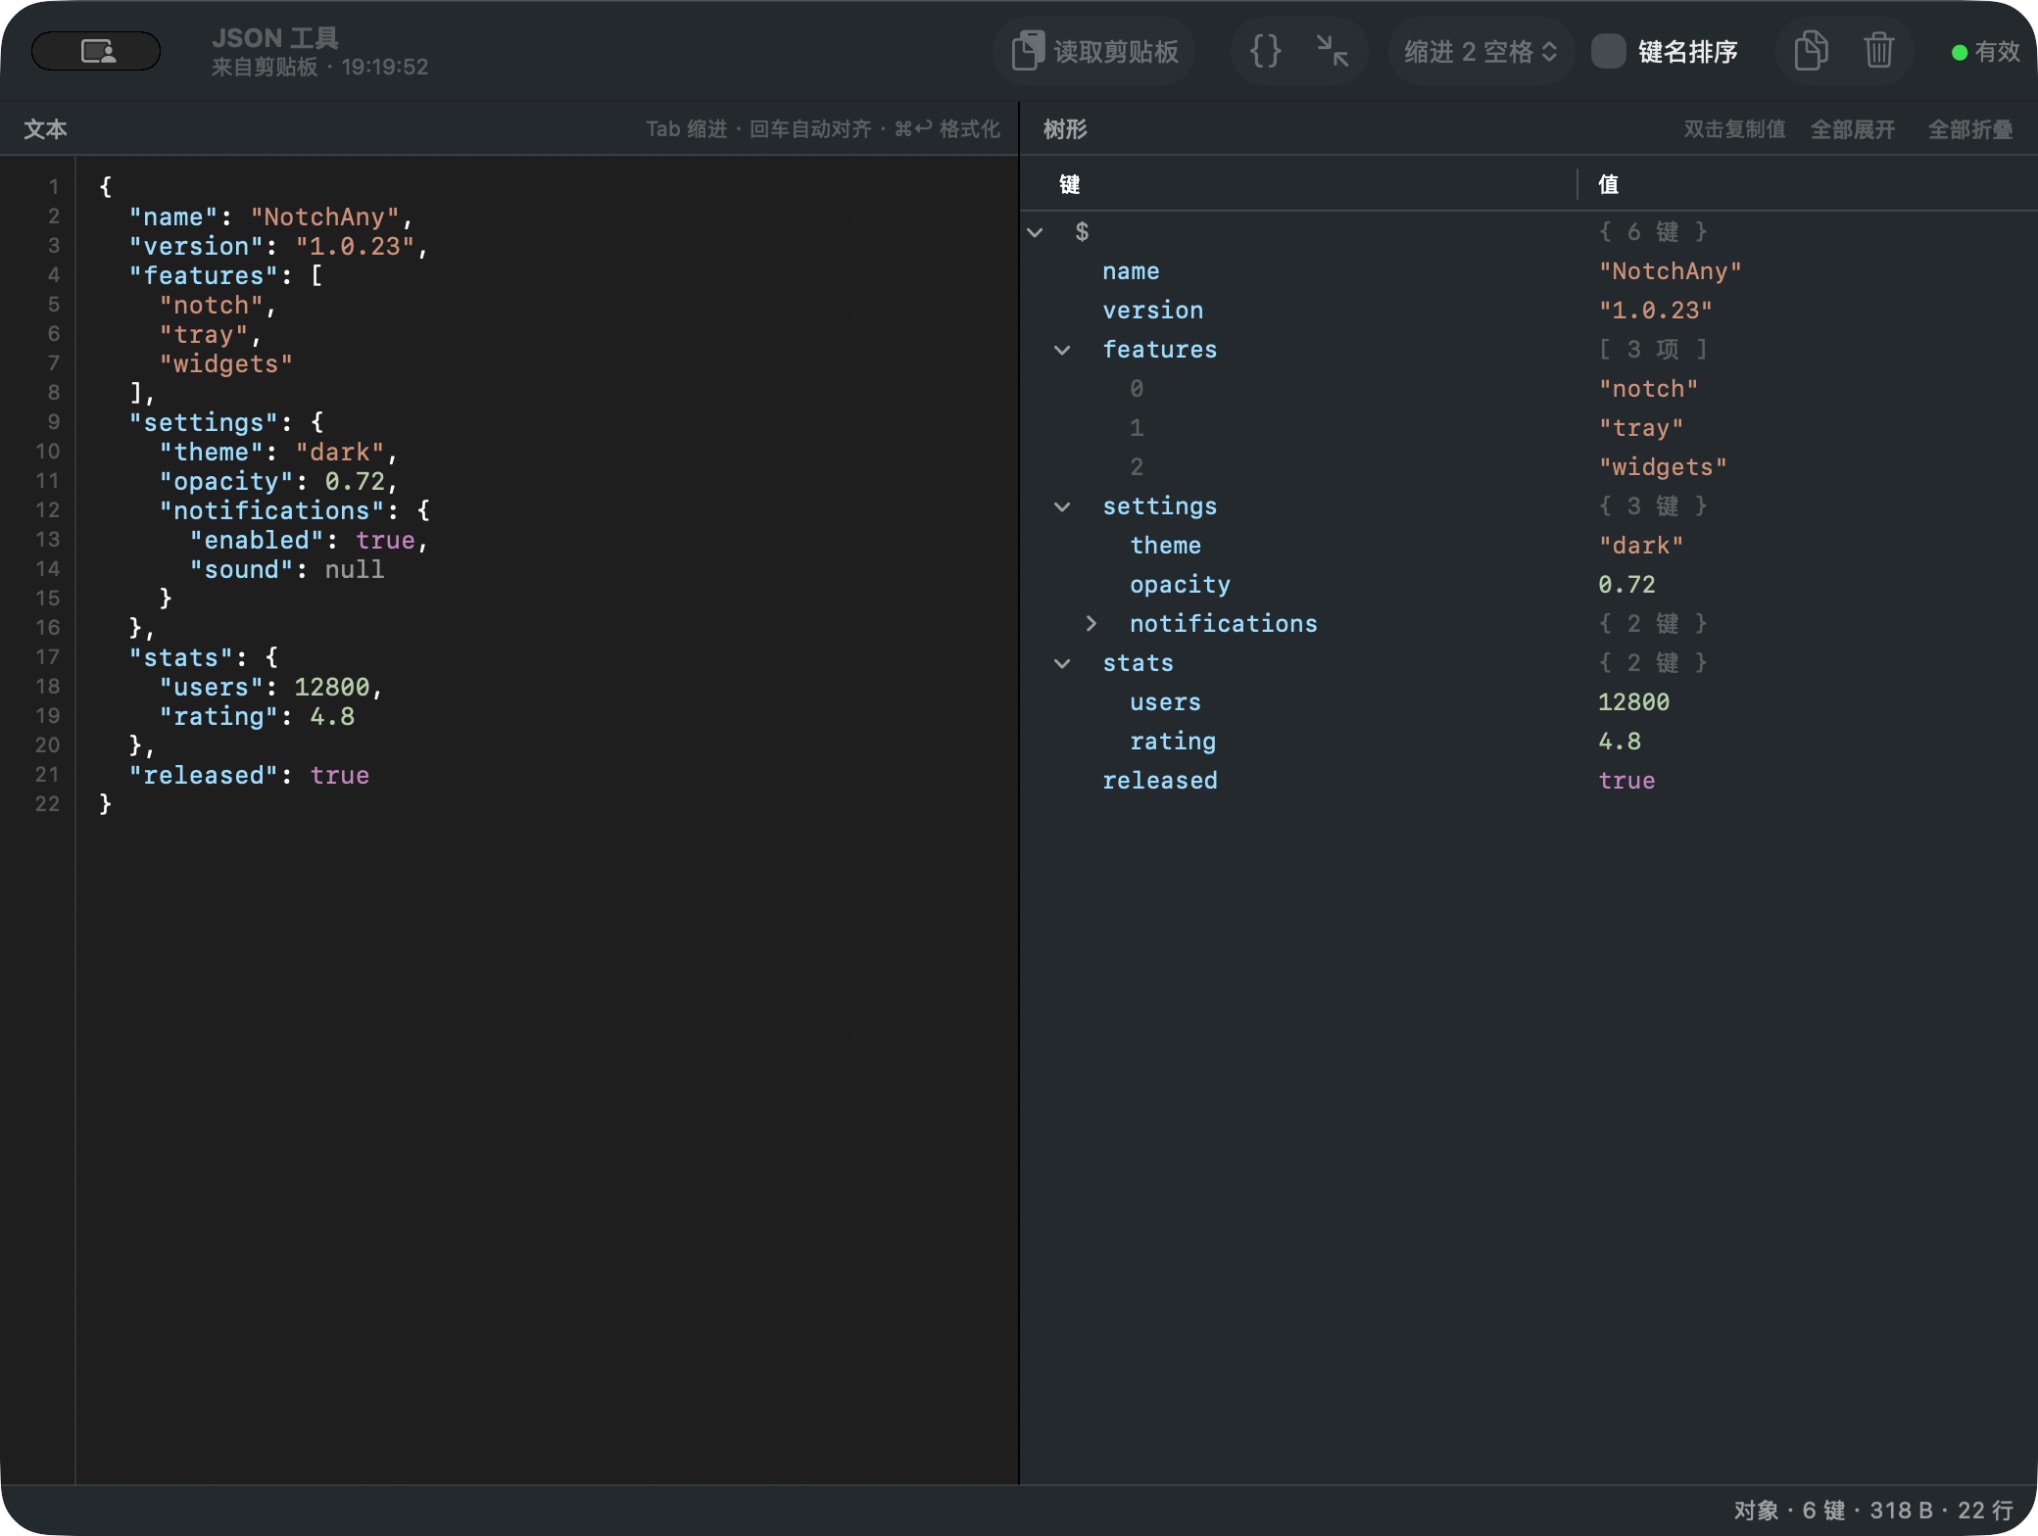 JSON 工具
来自剪贴板 · 19:19:52
读取剪贴板
{}
缩进 2 空格
键名排序
有效
文本
Tab 缩进 · 回车自动对齐 · ⌘↩ 格式化
1 {
2   "name": "NotchAny",
3   "version": "1.0.23",
4   "features": [
5     "notch",
6     "tray",
7     "widgets"
8   ],
9   "settings": {
10     "theme": "dark",
11     "opacity": 0.72,
12     "notifications": {
13       "enabled": true,
14       "sound": null
15     }
16   },
17   "stats": {
18     "users": 12800,
19     "rating": 4.8
20   },
21   "released": true
22 }
树形
双击复制值 全部展开 全部折叠
键 值
$ { 6 键 }
name "NotchAny"
version "1.0.23"
features [ 3 项 ]
0 "notch"
1 "tray"
2 "widgets"
settings { 3 键 }
theme "dark"
opacity 0.72
notifications { 2 键 }
stats { 2 键 }
users 12800
rating 4.8
released true
对象 · 6 键 · 318 B · 22 行